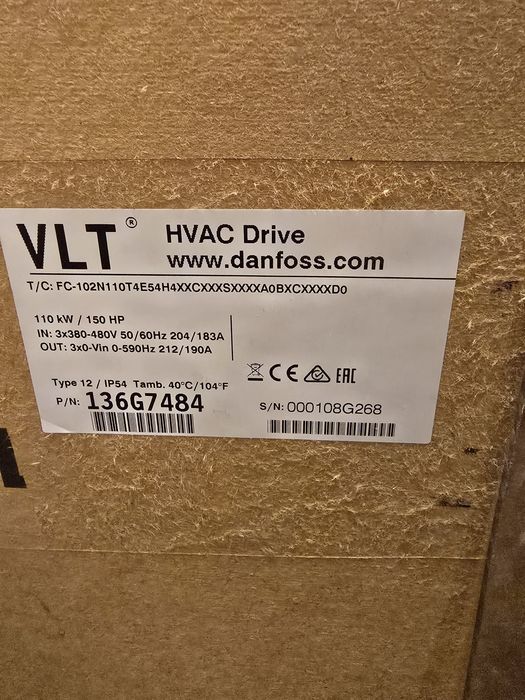 VLT® HVAC Drive
www.danfoss.com
T/C: FC-102N110T4E54H4XXCXXXSXXXXA0BXCXXXXD0
110 kW / 150 HP
IN: 3x380-480V 50/60Hz 204/183A
OUT: 3x0-Vin 0-590Hz 212/190A
CE EAC
Type 12 / IP54 Tamb. 40°C/104°F
P/N: 136G7484 S/N: 000108G268